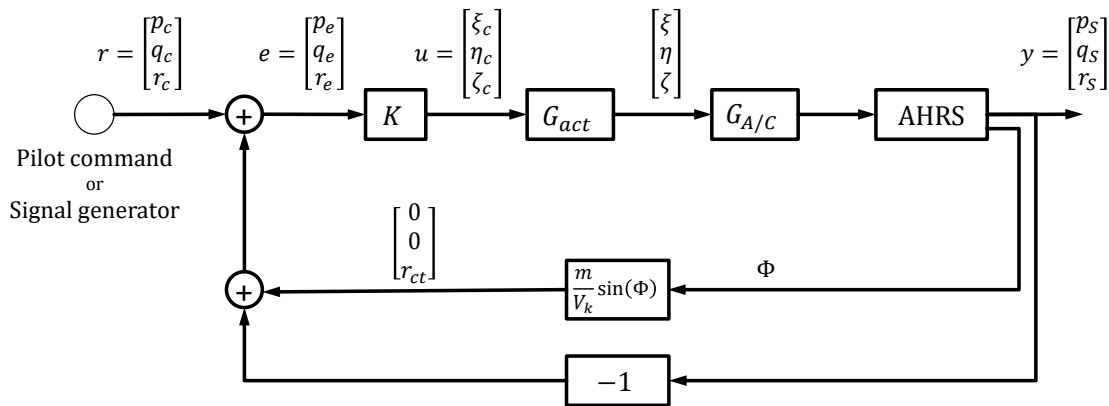 r = [p_c q_c r_c]
e = [p_e q_e r_e]
u = [ξ_c η_c ζ_c]
[ξ η ζ]
y = [p_S q_S r_S]
+
K
G_act
G_A/C
AHRS
Pilot command
or
Signal generator
[0 0 r_ct]
+
m/V_k sin(Φ)
Φ
−1